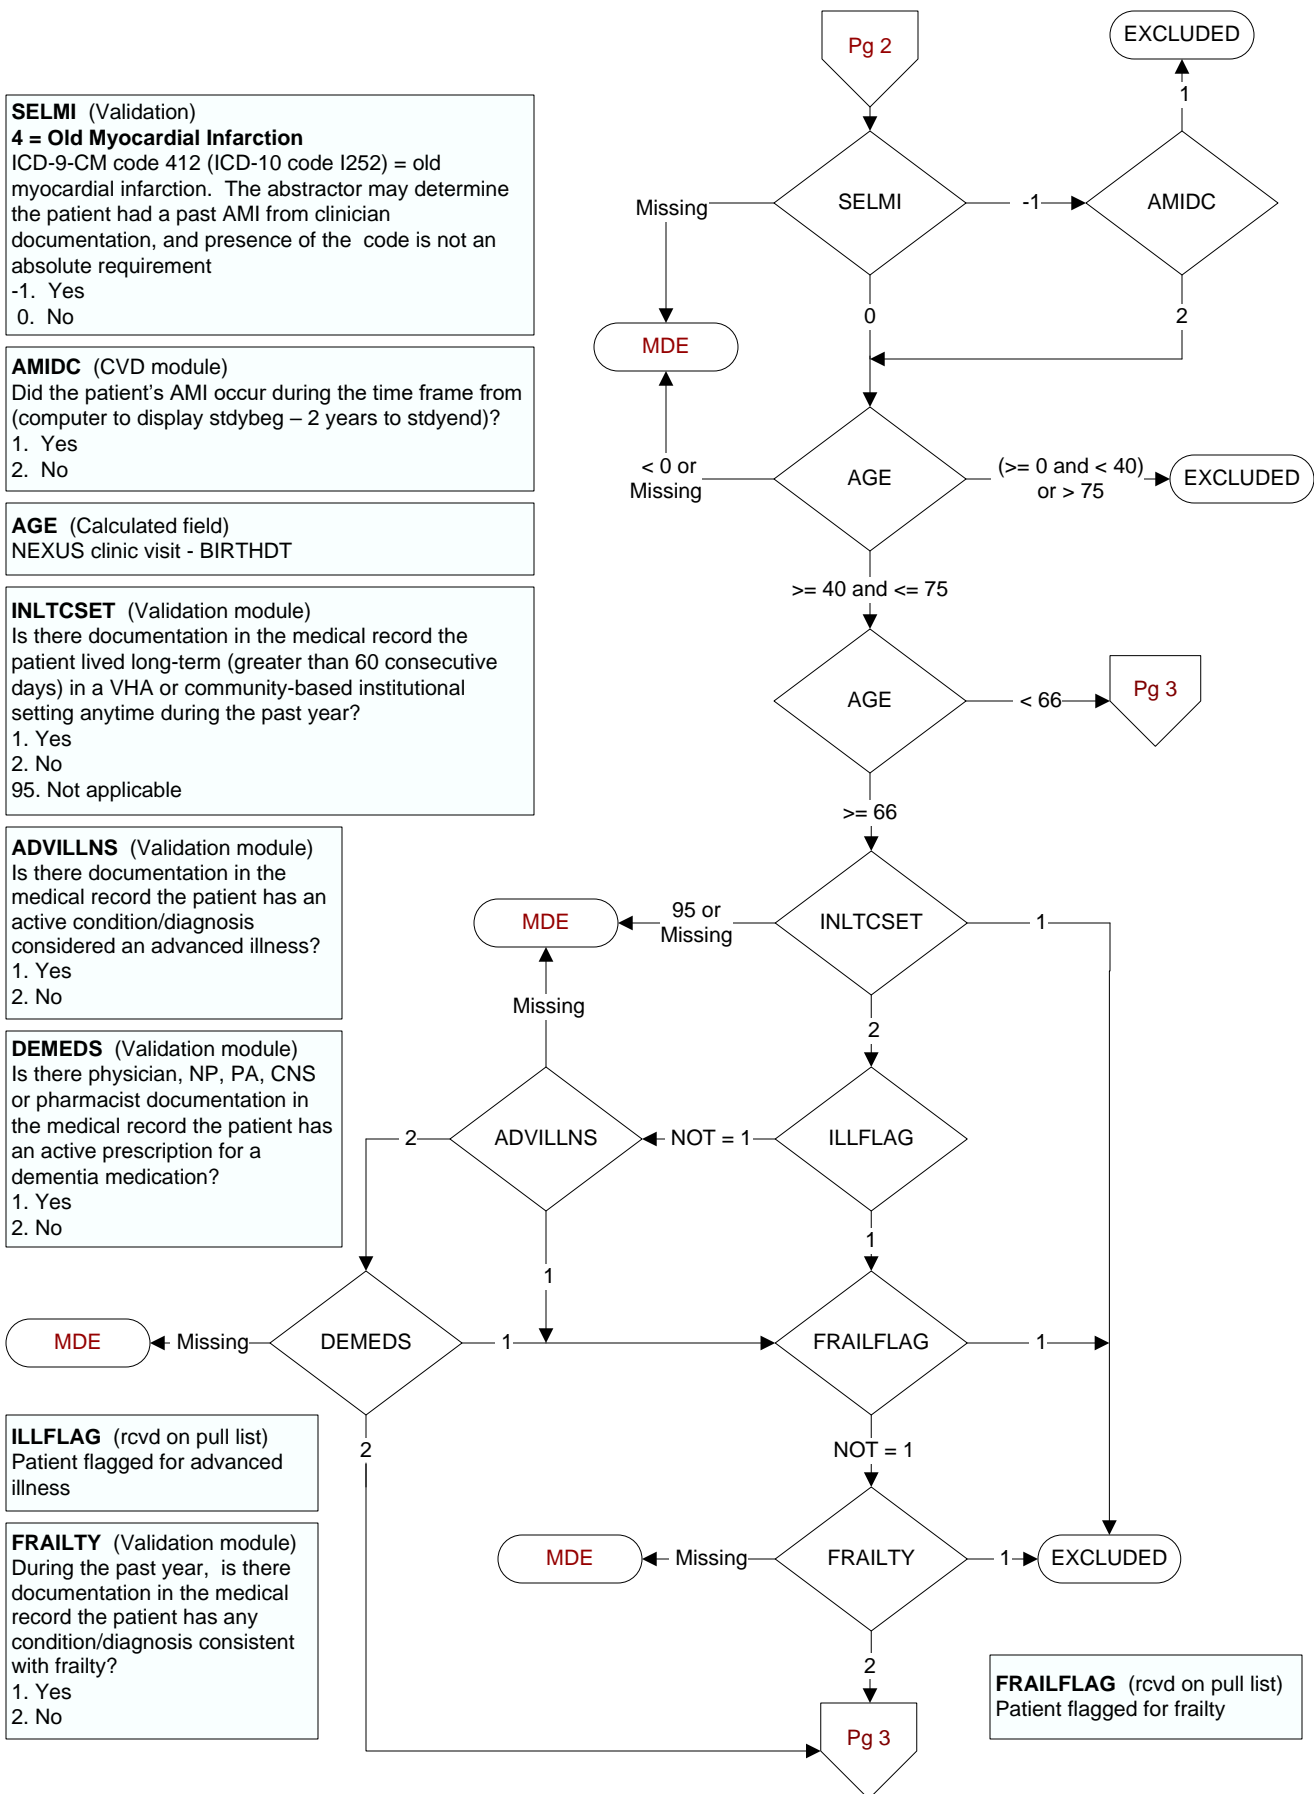 Pg 2
EXCLUDED
1
SELMI (Validation)
4 = Old Myocardial Infarction
ICD-9-CM code 412 (ICD-10 code I252) = old
myocardial infarction. The abstractor may determine
the patient had a past AMI from clinician
documentation, and presence of the code is not an
absolute requirement
-1. Yes
0. No
Missing
SELMI
-1
AMIDC
0
2
MDE
AMIDC (CVD module)
Did the patient's AMI occur during the time frame from
(computer to display stdybeg – 2 years to stdyend)?
1. Yes
2. No
< 0 or
Missing
AGE
(>= 0 and < 40)
or > 75
EXCLUDED
AGE (Calculated field)
NEXUS clinic visit - BIRTHDT
>= 40 and <= 75
INLTCSET (Validation module)
Is there documentation in the medical record the
patient lived long-term (greater than 60 consecutive
days) in a VHA or community-based institutional
setting anytime during the past year?
1. Yes
2. No
95. Not applicable
AGE
< 66
Pg 3
>= 66
ADVILLNS (Validation module)
Is there documentation in the
medical record the patient has an
active condition/diagnosis
considered an advanced illness?
1. Yes
2. No
MDE
95 or
Missing
INLTCSET
1
Missing
2
DEMEDS (Validation module)
Is there physician, NP, PA, CNS
or pharmacist documentation in
the medical record the patient has
an active prescription for a
dementia medication?
1. Yes
2. No
2
ADVILLNS
NOT = 1
ILLFLAG
1
1
MDE
Missing
DEMEDS
1
FRAILFLAG
1
ILLFLAG (rcvd on pull list)
Patient flagged for advanced
illness
2
NOT = 1
FRAILTY (Validation module)
During the past year, is there
documentation in the medical
record the patient has any
condition/diagnosis consistent
with frailty?
1. Yes
2. No
MDE
Missing
FRAILTY
1
EXCLUDED
2
FRAILFLAG (rcvd on pull list)
Patient flagged for frailty
Pg 3